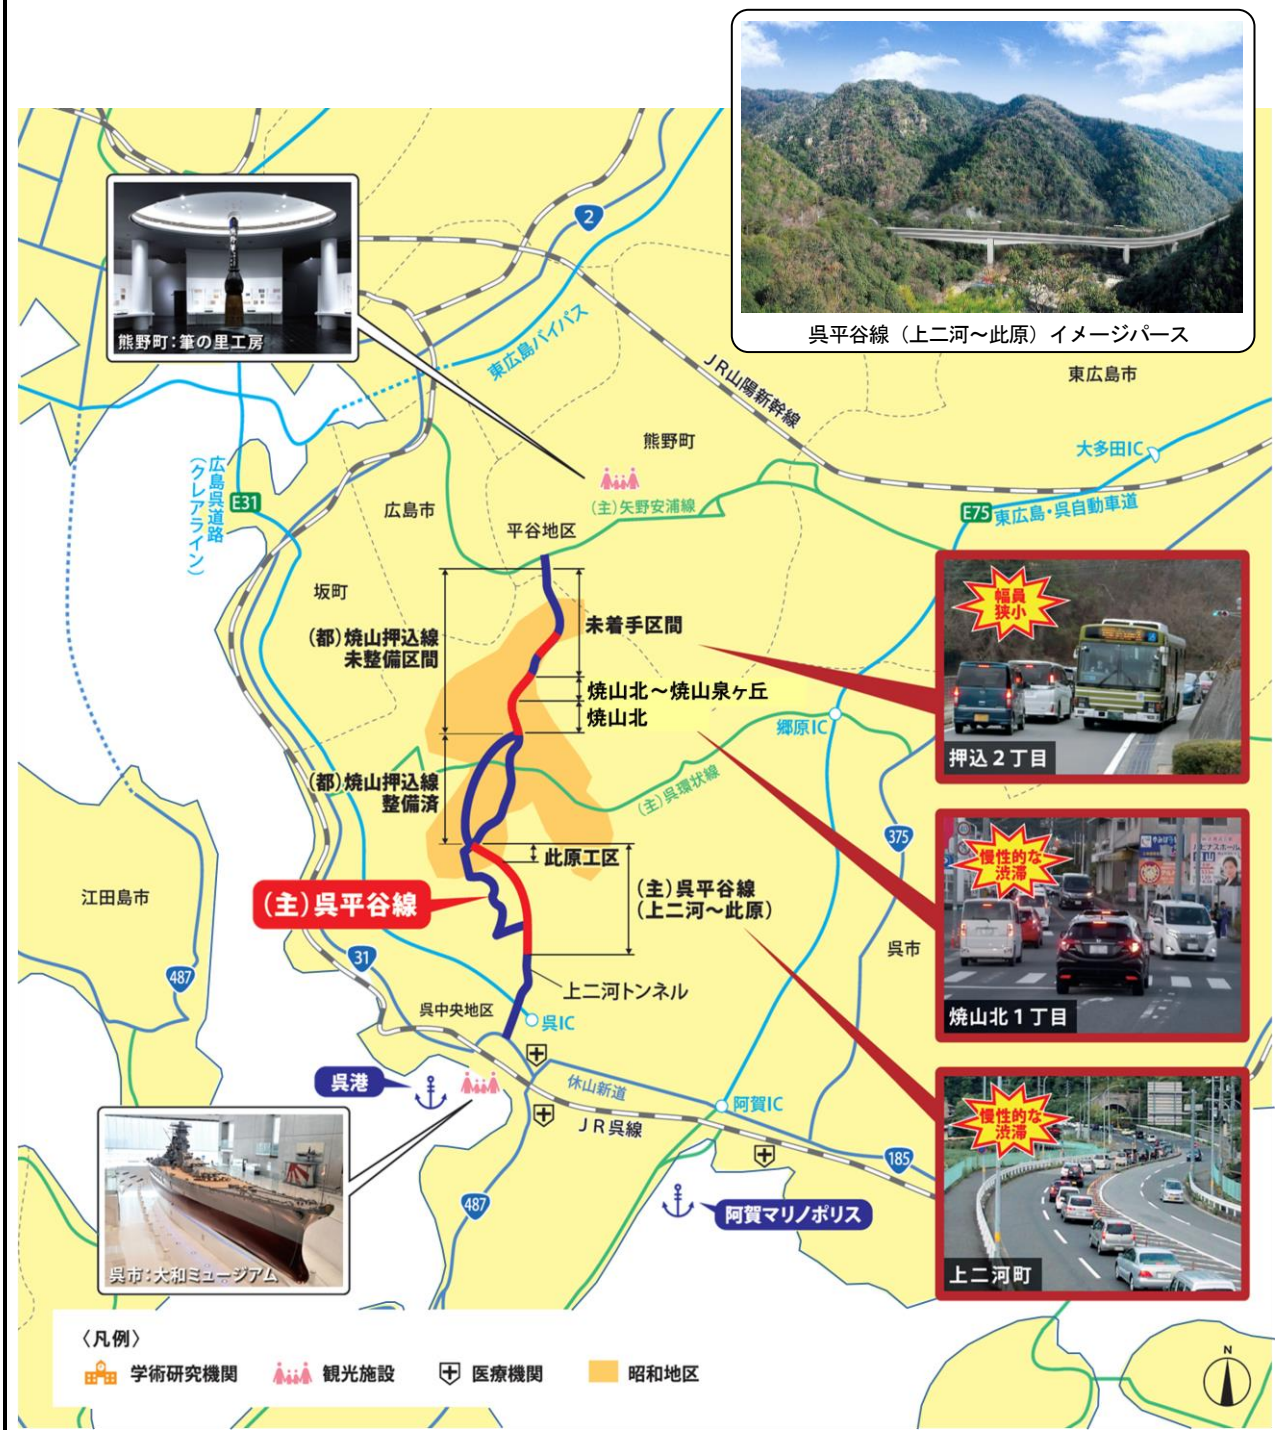 呉平谷線（上二河～此原）イメージパース
熊野町：筆の里工房
2
東広島バイパス
JR山陽新幹線
東広島市
大多田IC
熊野町
広島呉道路
（クレアライン）
E31
広島市
(主)矢野安浦線
E75
東広島・呉自動車道
平谷地区
坂町
(都)焼山押込線
未整備区間
未着手区間
幅員
狭小
押込２丁目
焼山北～焼山泉ヶ丘
焼山北
郷原IC
(都)焼山押込線
整備済
(主)呉環状線
375
慢性的な
渋滞
焼山北１丁目
此原工区
江田島市
(主)呉平谷線
(主)呉平谷線
(上二河～此原)
呉市
31
487
上二河トンネル
呉中央地区
呉IC
呉港
休山新道
阿賀IC
JR呉線
185
慢性的な
渋滞
上二河町
487
阿賀マリノポリス
呉市：大和ミュージアム
〈凡例〉
学術研究機関
観光施設
医療機関
昭和地区
N